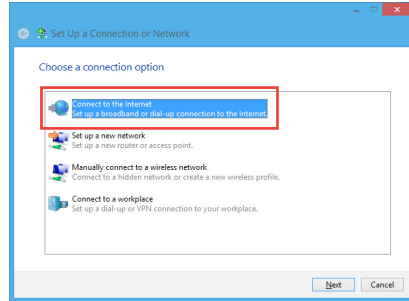 Set Up a Connection or Network
Choose a connection option
Connect to the Internet
Set up a broadband or dial-up connection to the Internet.
Set up a new network
Set up a new router or access point.
Manually connect to a wireless network
Connect to a hidden network or create a new wireless profile.
Connect to a workplace
Set up a dial-up or VPN connection to your workplace.
Next Cancel